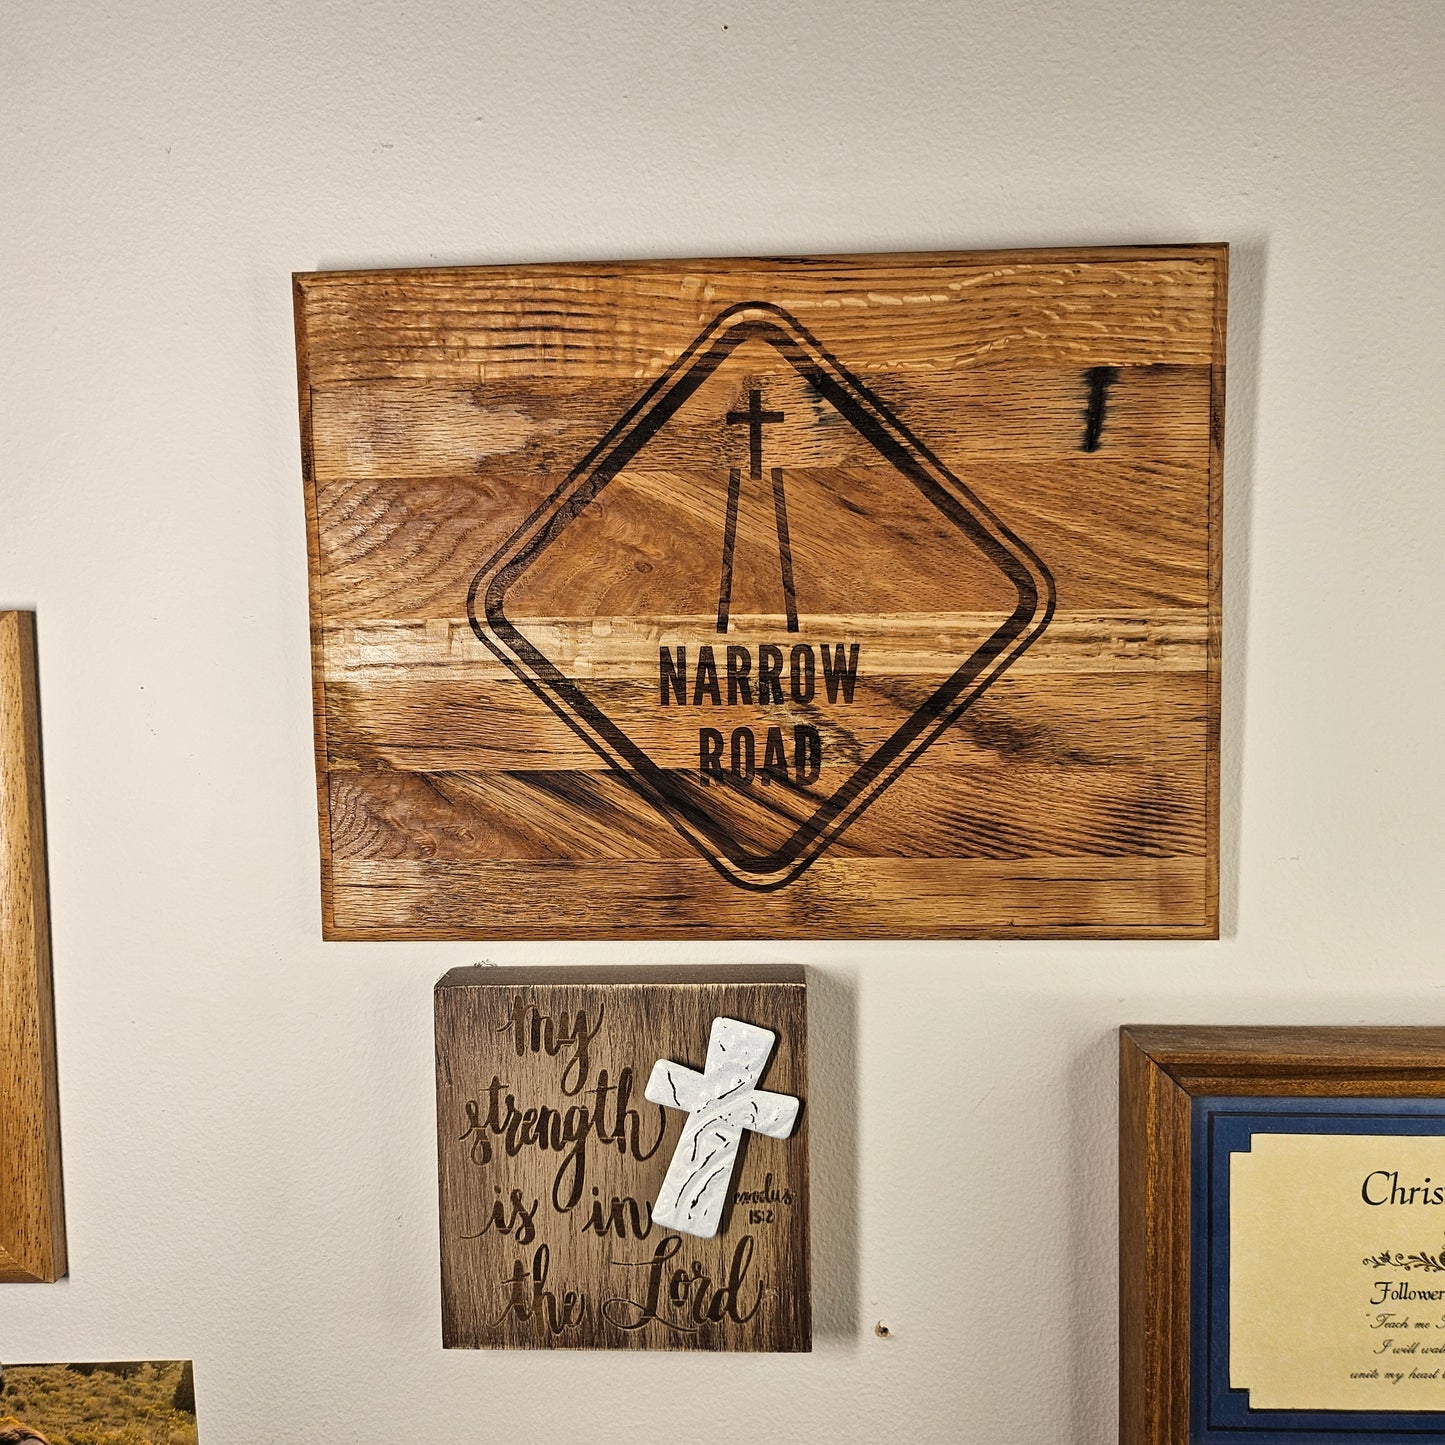 NARROW
ROAD
my
strength
is in
the Lord
exodus
15:2
Chris
Follower
"Teach me
I will wal
unite my heart